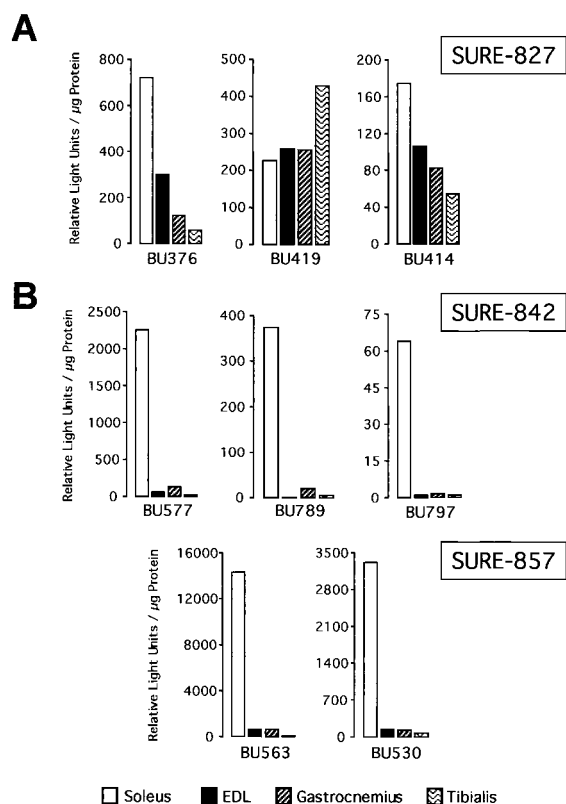 A
SURE-827
Relative Light Units / µg Protein
800
600
400
200
0
BU376
500
400
300
200
100
0
BU419
200
160
120
80
40
0
BU414
B
SURE-842
Relative Light Units / µg Protein
2500
2000
1500
1000
500
0
BU577
400
300
200
100
0
BU789
75
60
45
30
15
0
BU797
SURE-857
Relative Light Units / µg Protein
16000
12000
8000
4000
0
BU563
3500
2800
2100
1400
700
0
BU530
Soleus EDL Gastrocnemius Tibialis